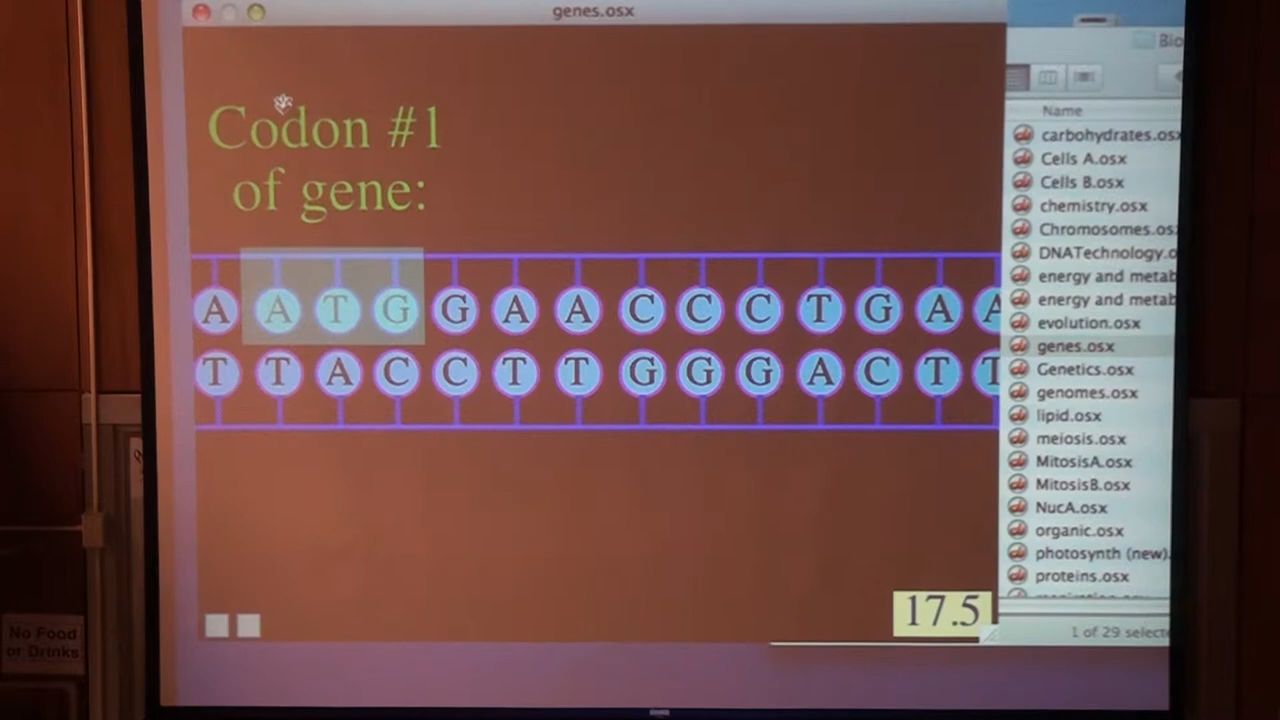 genes.osx
Codon #1
of gene:
A A T G G A A C C C T G A A
T T A C C T T G G G A C T T
17.5
No Food
or Drinks
Bio
Name
carbohydrates.osx
Cells A.osx
Cells B.osx
chemistry.osx
Chromosomes.os
DNATechnology.o
energy and metab
energy and metab
evolution.osx
genes.osx
Genetics.osx
genomes.osx
lipid.osx
meiosis.osx
MitosisA.osx
MitosisB.osx
NucA.osx
organic.osx
photosynth (new).
proteins.osx
1 of 29 selecte